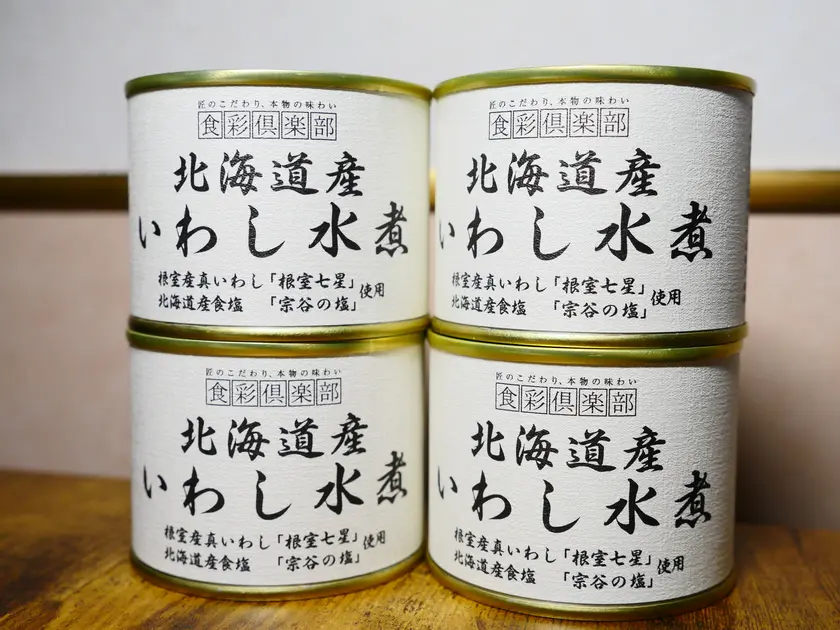 匠のこだわり、本物の味わい
食彩倶楽部
北海道産
いわし水煮
根室産真いわし「根室七星」使用
北海道産食塩 「宗谷の塩」
匠のこだわり、本物の味わい
食彩倶楽部
北海道産
いわし水煮
根室産真いわし「根室七星」使用
北海道産食塩 「宗谷の塩」
匠のこだわり、本物の味わい
食彩倶楽部
北海道産
いわし水煮
根室産真いわし「根室七星」使用
北海道産食塩 「宗谷の塩」
匠のこだわり、本物の味わい
食彩倶楽部
北海道産
いわし水煮
根室産真いわし「根室七星」使用
北海道産食塩 「宗谷の塩」